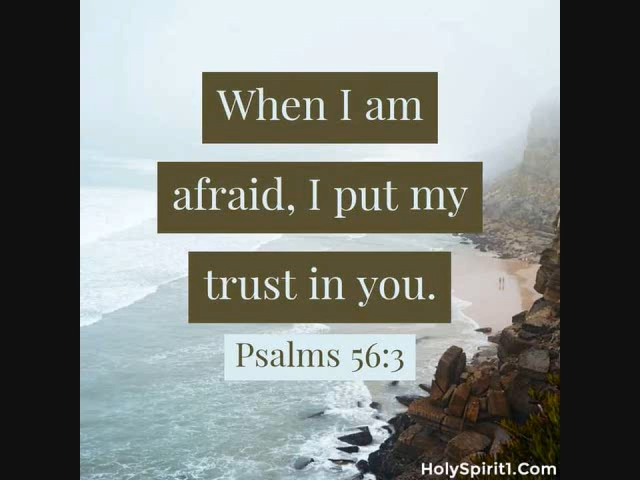 When I am
afraid, I put my
trust in you.
Psalms 56:3
HolySpirit1.Com